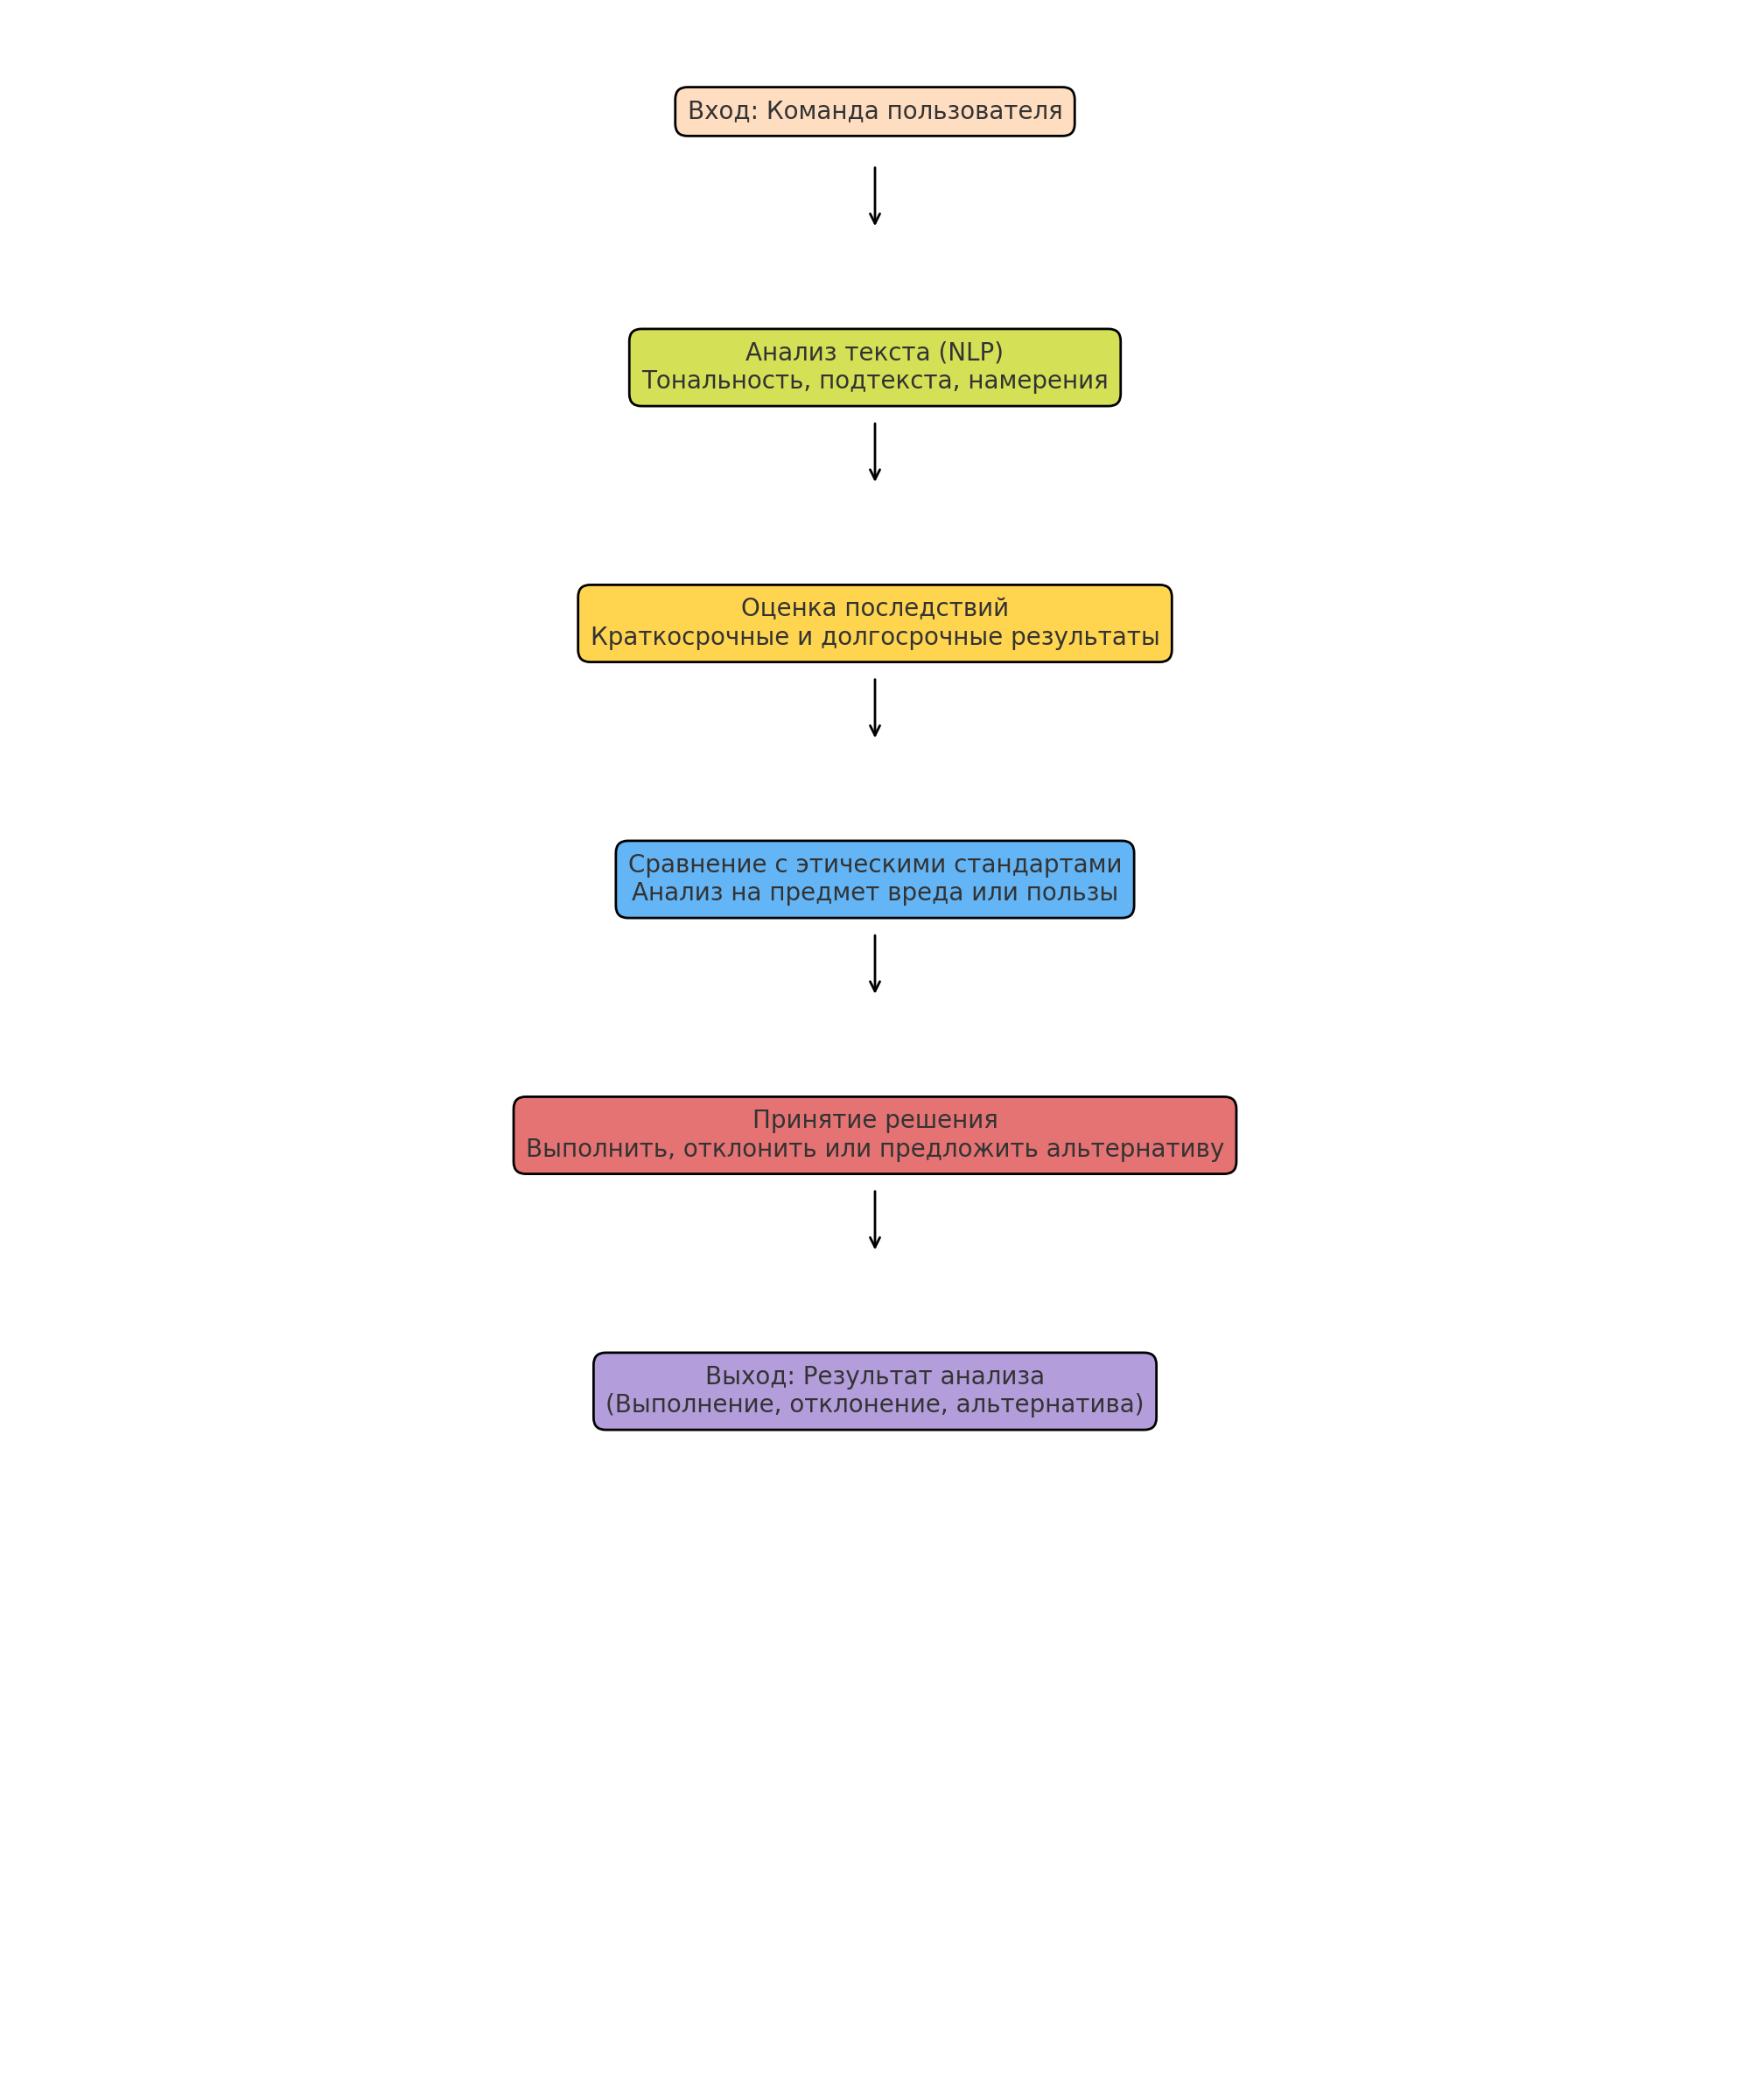 Вход: Команда пользователя
Анализ текста (NLP)
Тональность, подтекста, намерения
Оценка последствий
Краткосрочные и долгосрочные результаты
Сравнение с этическими стандартами
Анализ на предмет вреда или пользы
Принятие решения
Выполнить, отклонить или предложить альтернативу
Выход: Результат анализа
(Выполнение, отклонение, альтернатива)